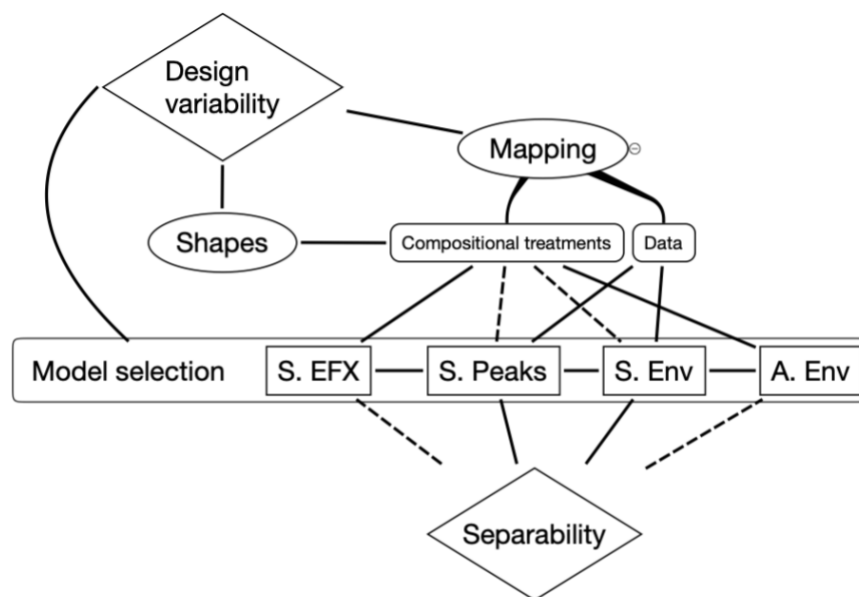 Design
variability
Mapping
Shapes
Compositional treatments
Data
Model selection
S. EFX
S. Peaks
S. Env
A. Env
Separability